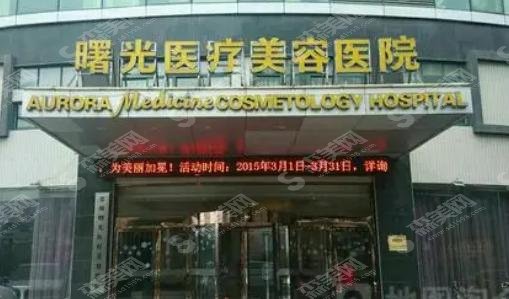 曙光医疗美容医院
AURORA Medicine COSMETOLOGY HOSPITAL
为美丽加冕！活动时间：2015年3月1日-3月31日，详询